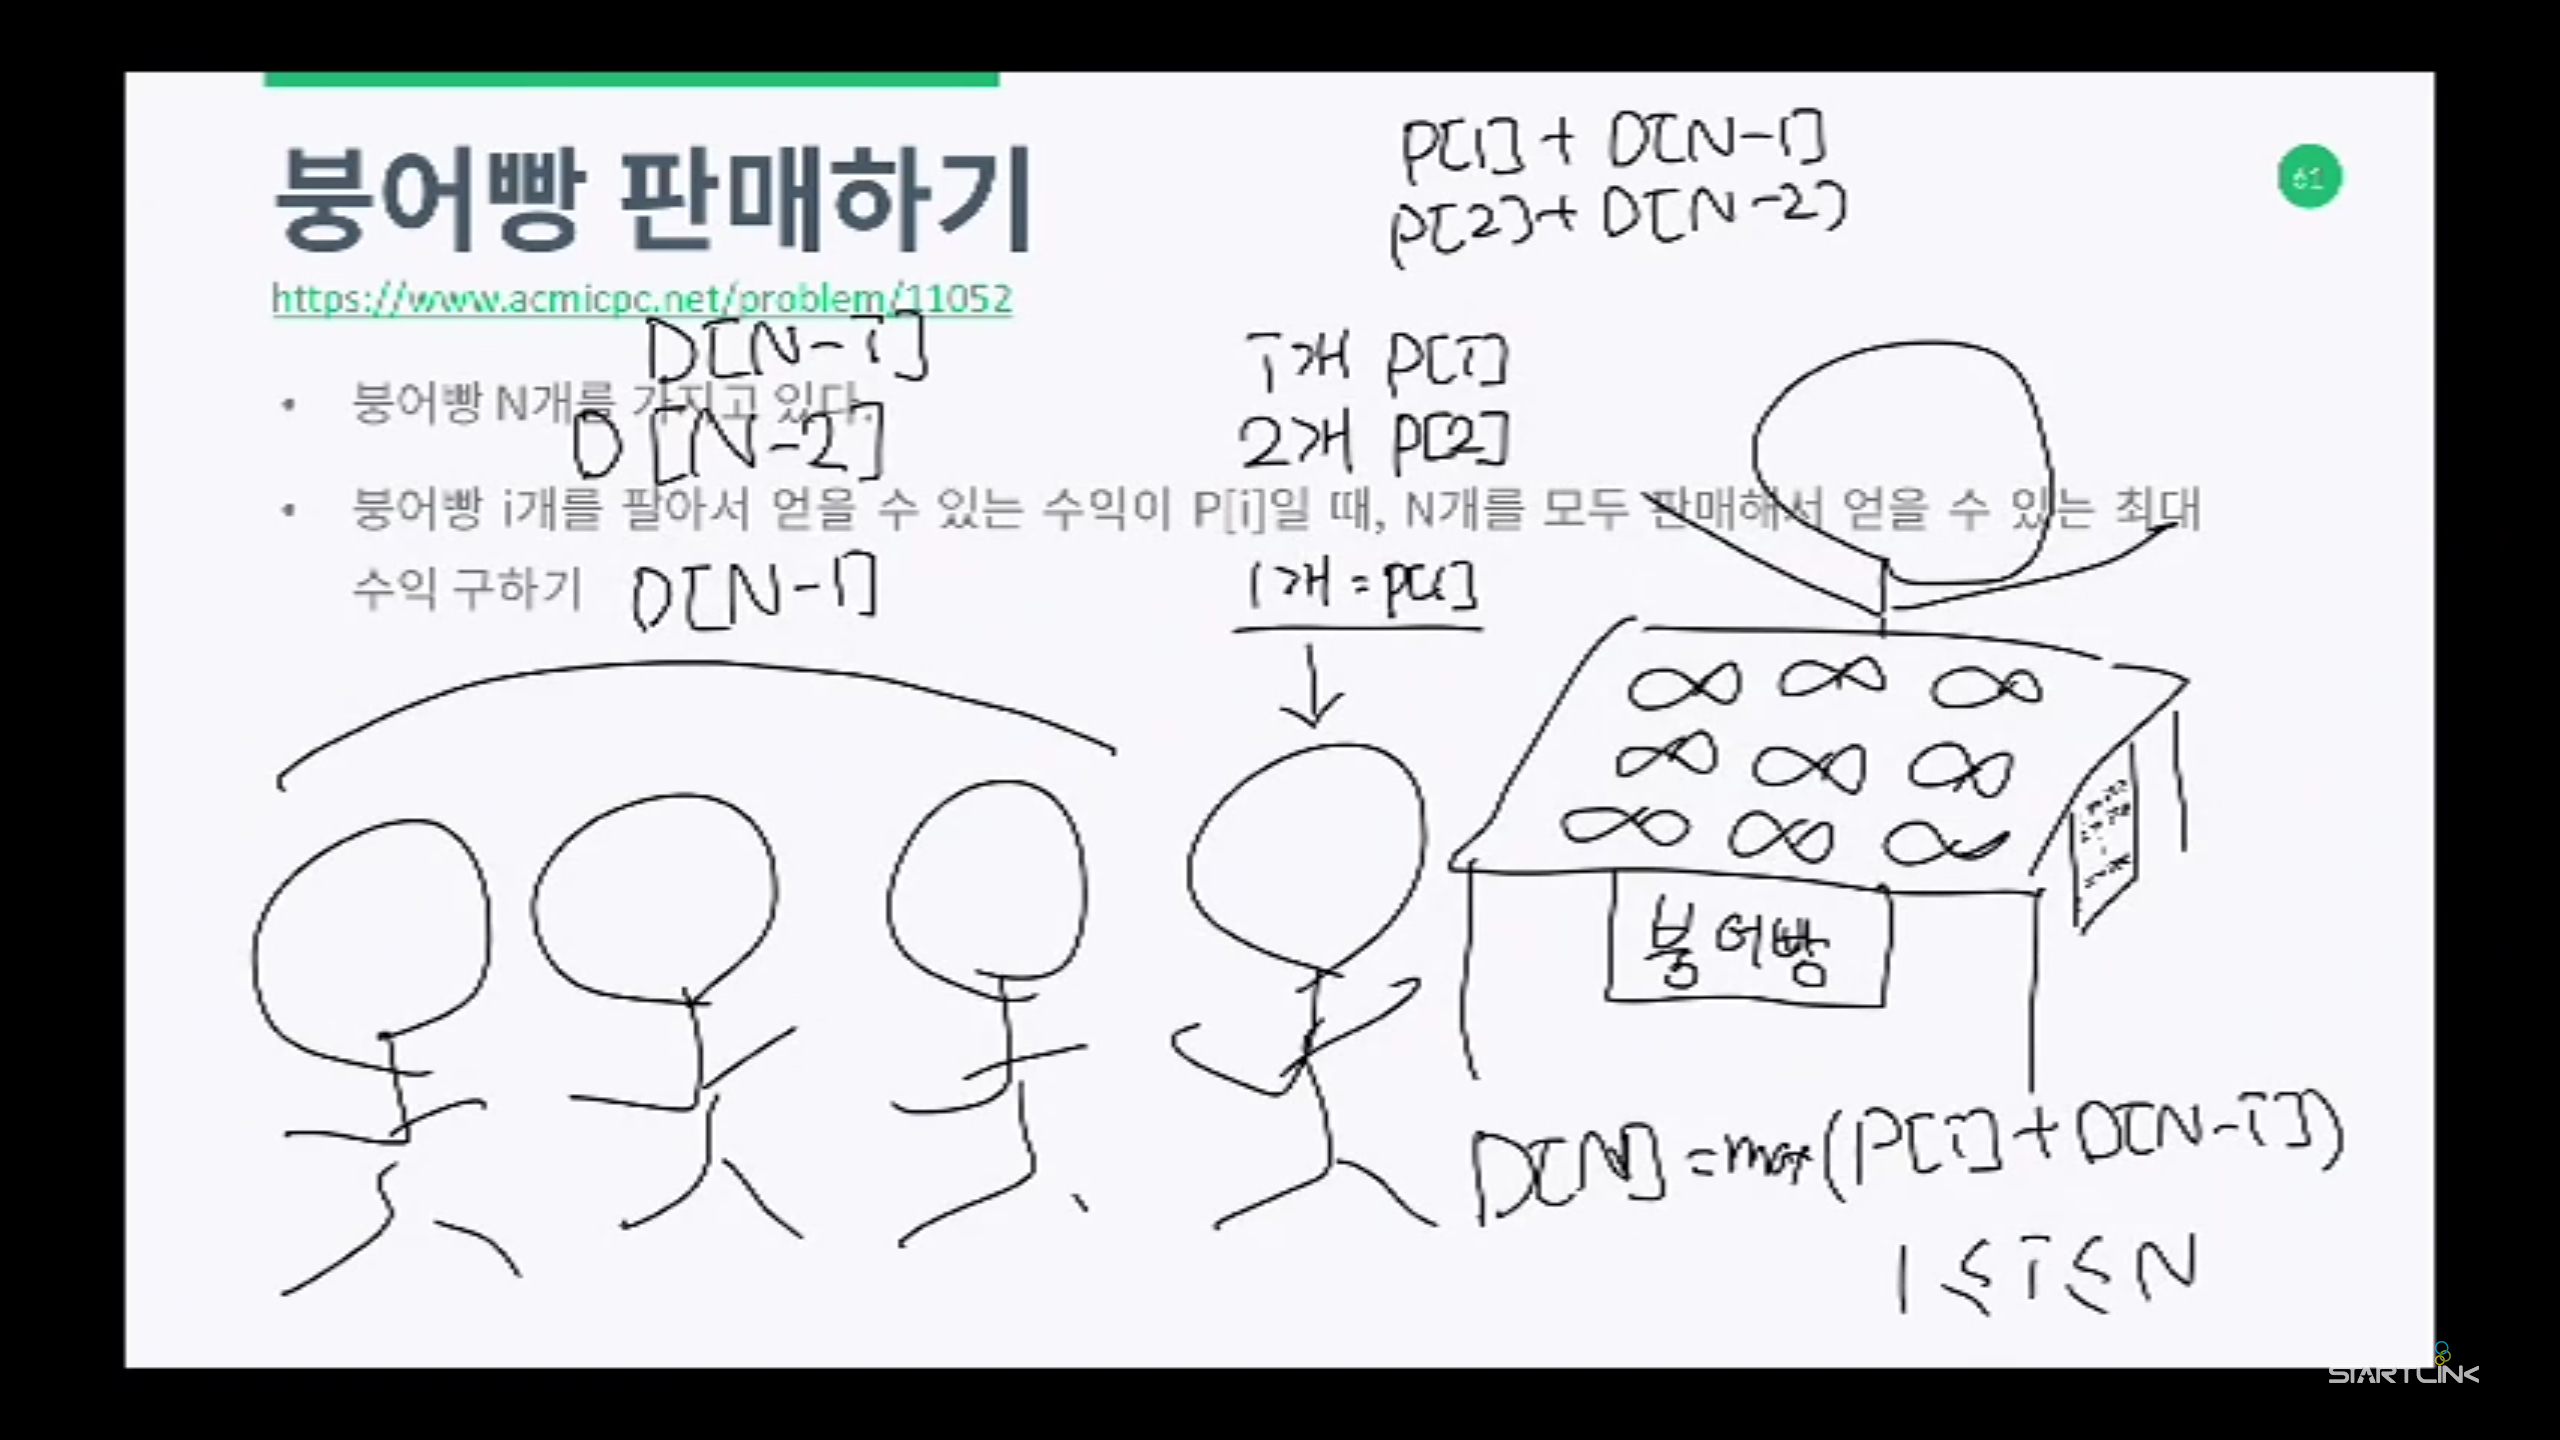 붕어빵 판매하기
P[1] + D[N-1]
P[2] + D[N-2]
61
https://www.acmicpc.net/problem/11052
D[N-i]
i개 P[i]
• 붕어빵 N개를 가지고 있다.
D[N-2]
2개 P[2]
• 붕어빵 i개를 팔아서 얻을 수 있는 수익이 P[i]일 때, N개를 모두 판매해서 얻을 수 있는 최대
수익 구하기
D[N-1]
1개 = P[1]
붕어빵
D[N] = max(P[i] + D[N-i])
1 ≤ i ≤ N
STARTLINK